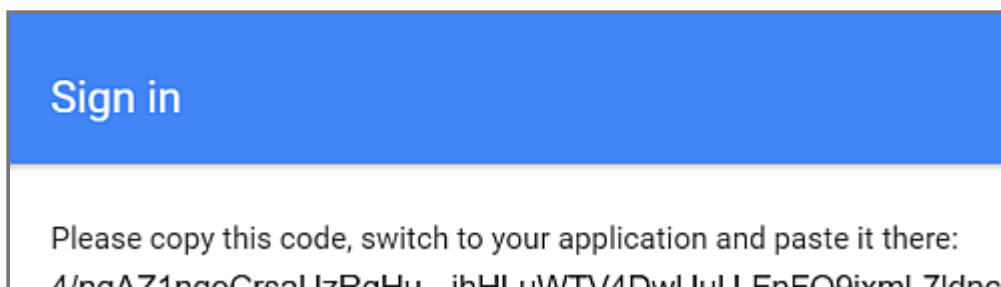 Sign in
Please copy this code, switch to your application and paste it there: